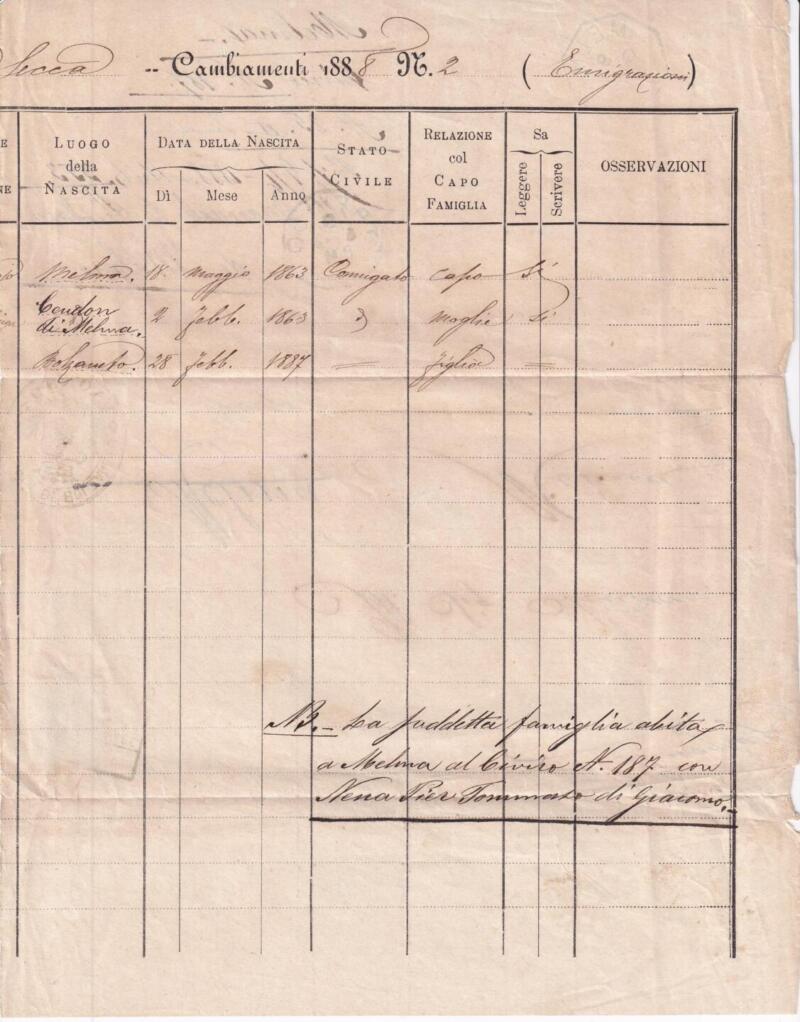 Secca -- Cambiamenti 1888 N. 2 (Emigrazioni)
LUOGO della NASCITA
DATA DELLA NASCITA
Dì Mese Anno
STATO CIVILE
RELAZIONE col CAPO FAMIGLIA
Sa
Leggere Scrivere
OSSERVAZIONI
Melma. 18. maggio 1863 Coniugato capo Si
Cendon
di Melma. 2 febb. 1863 " moglie Si
28 febb. 1887 = figlio =
NB. - La suddetta famiglia abita
a Melma al Civico N. 187 con
Nena Pier Tommaso di Giacomo. -